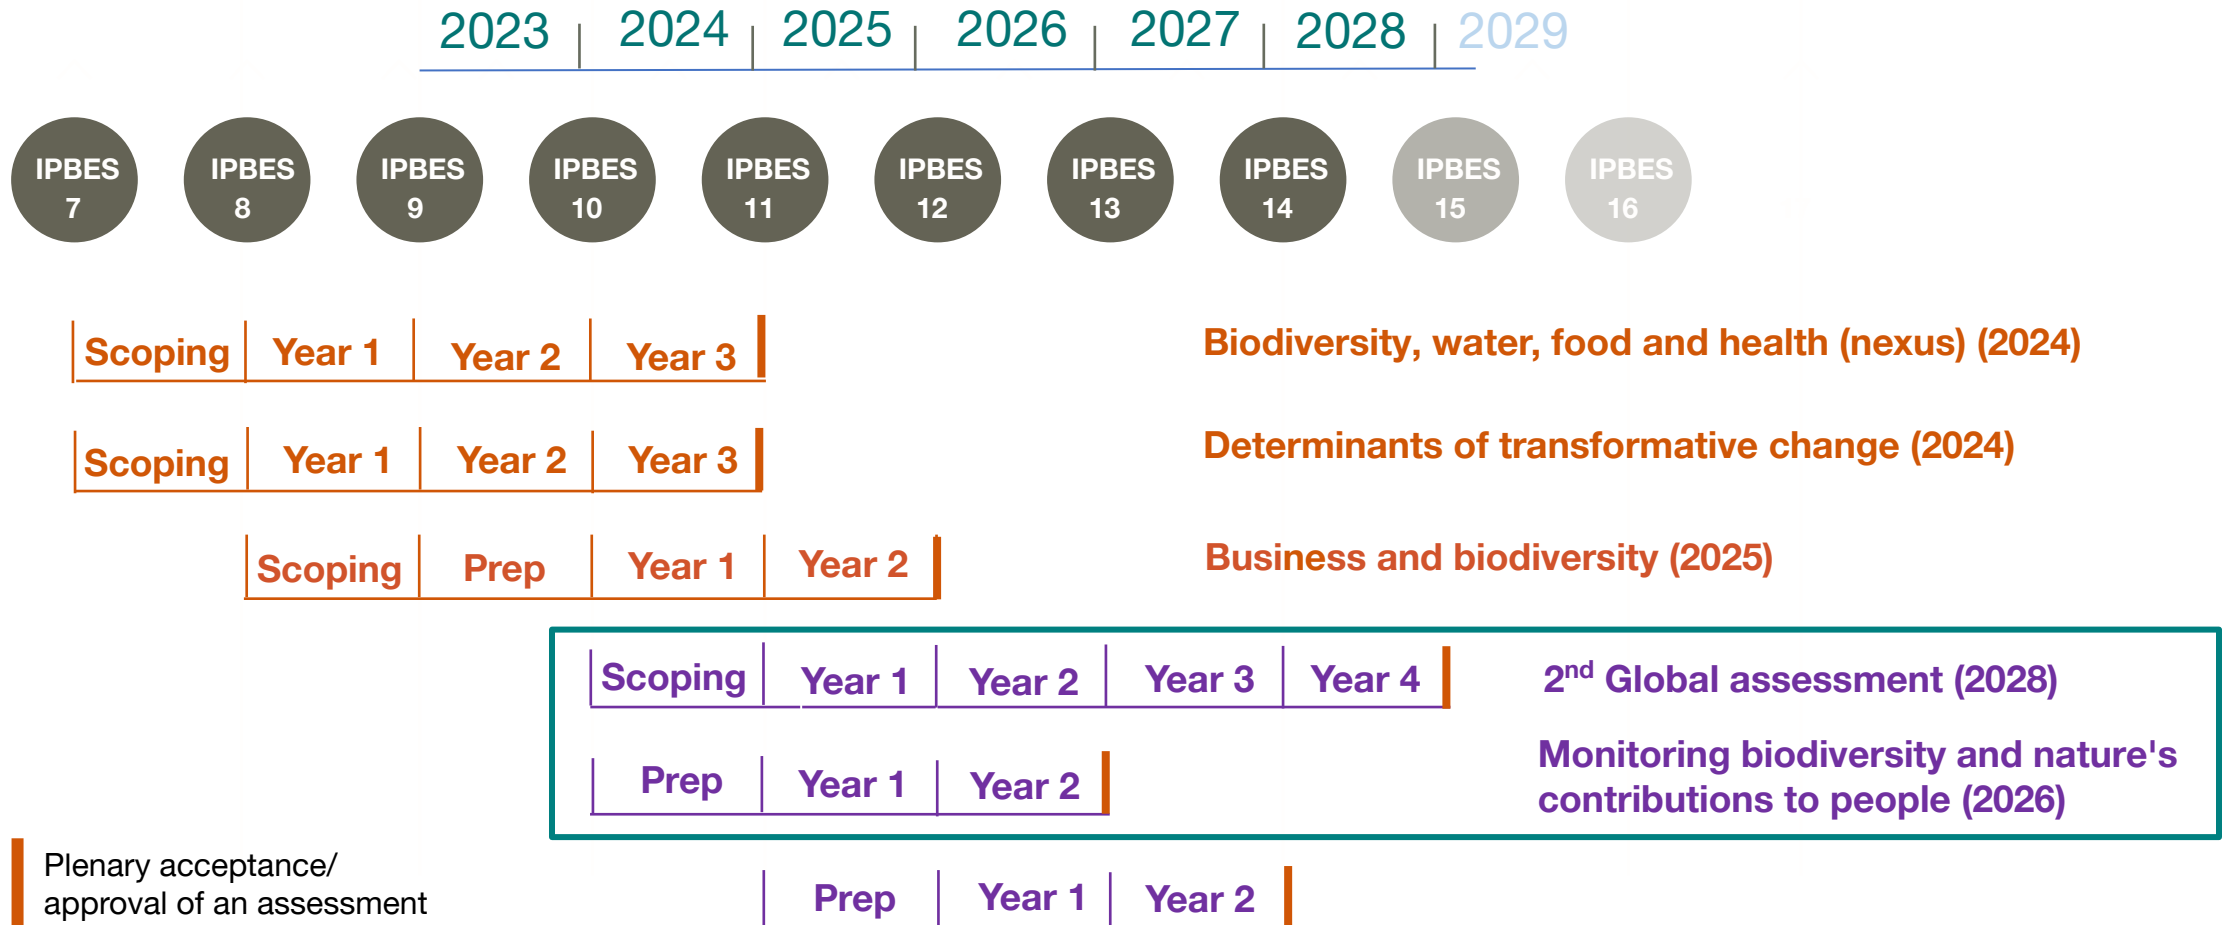 2023 2024 2025 2026 2027 2028 2029
IPBES 7
IPBES 8
IPBES 9
IPBES 10
IPBES 11
IPBES 12
IPBES 13
IPBES 14
IPBES 15
IPBES 16
Scoping Year 1 Year 2 Year 3 Biodiversity, water, food and health (nexus) (2024)
Scoping Year 1 Year 2 Year 3 Determinants of transformative change (2024)
Scoping Prep Year 1 Year 2 Business and biodiversity (2025)
Scoping Year 1 Year 2 Year 3 Year 4 2nd Global assessment (2028)
Prep Year 1 Year 2 Monitoring biodiversity and nature's
contributions to people (2026)
Plenary acceptance/
approval of an assessment
Prep Year 1 Year 2